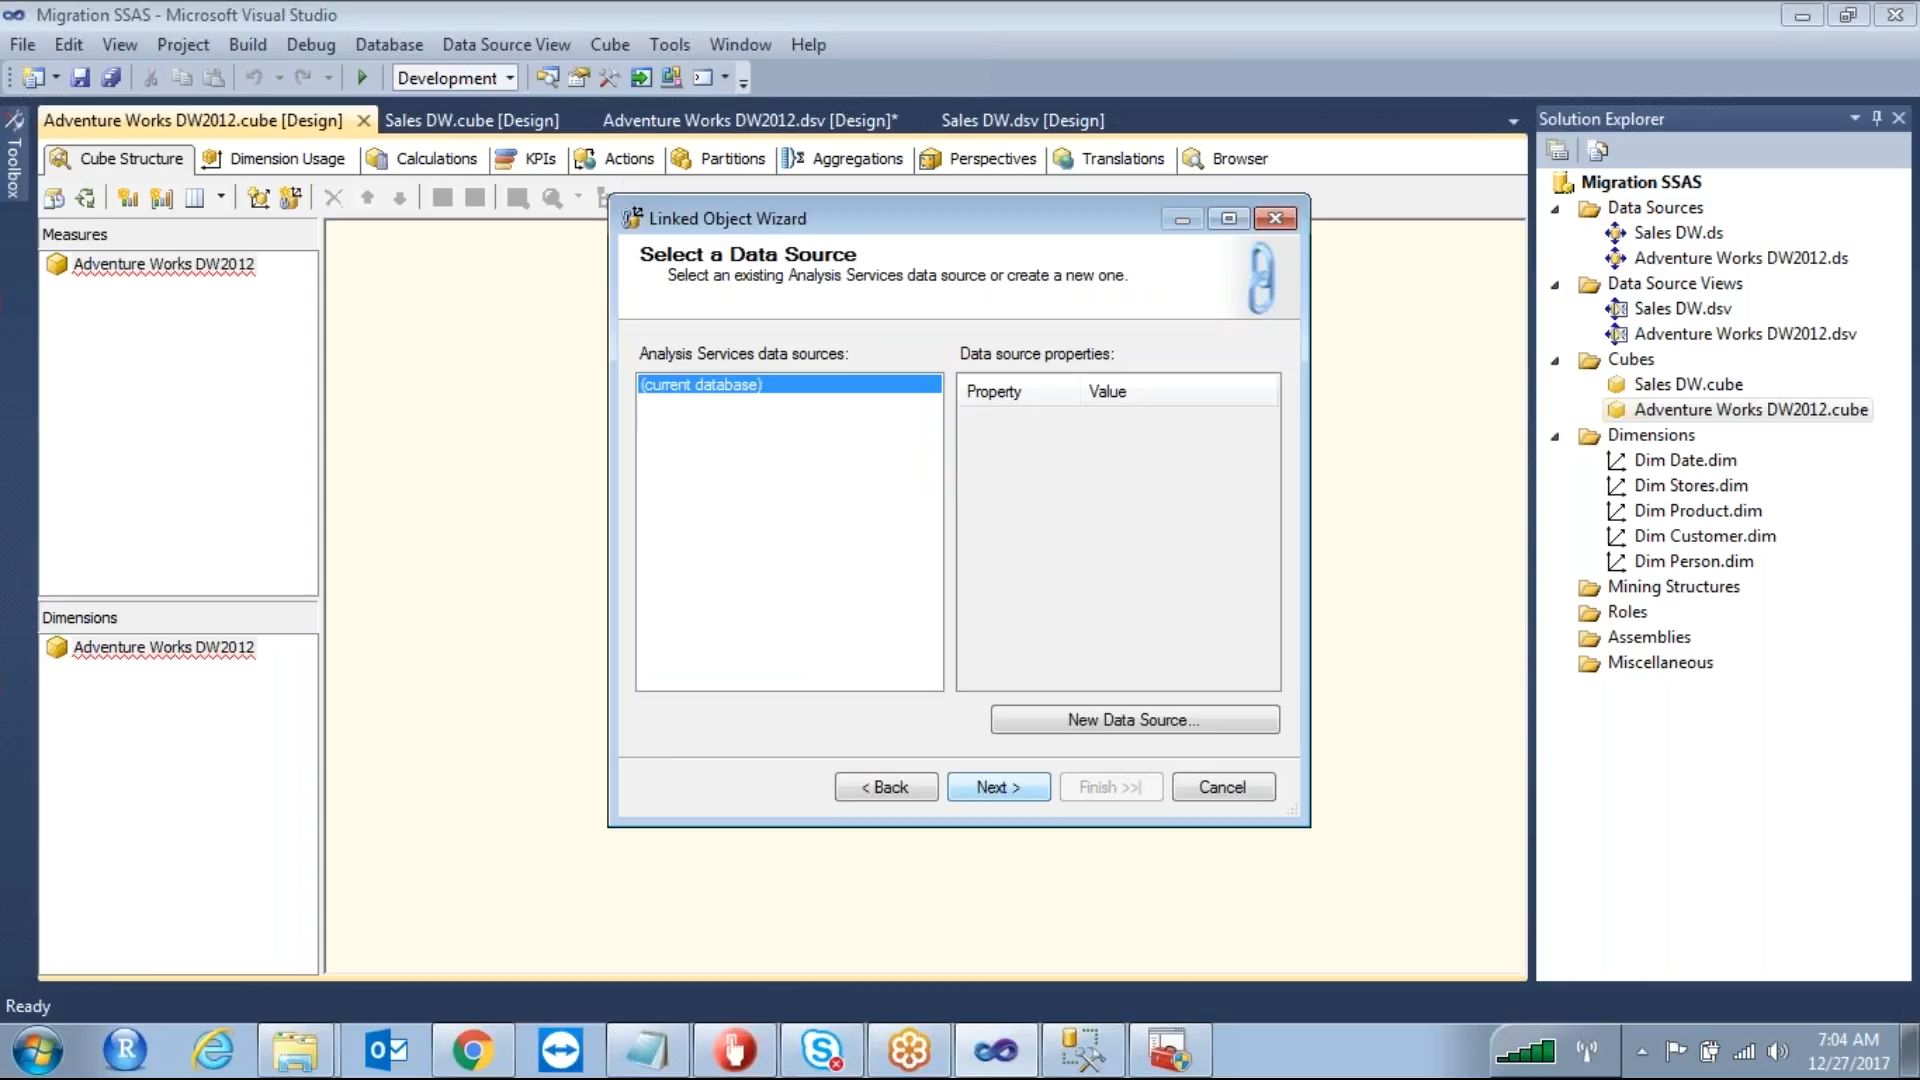 Migration SSAS - Microsoft Visual Studio
File Edit View Project Build Debug Database Data Source View Cube Tools Window Help
Development
Toolbox
Adventure Works DW2012.cube [Design] Sales DW.cube [Design] Adventure Works DW2012.dsv [Design]* Sales DW.dsv [Design]
Cube Structure Dimension Usage Calculations KPIs Actions Partitions Aggregations Perspectives Translations Browser
Measures
Adventure Works DW2012
Dimensions
Adventure Works DW2012
Linked Object Wizard
Select a Data Source
Select an existing Analysis Services data source or create a new one.
Analysis Services data sources:
(current database)
Data source properties:
Property Value
New Data Source...
< Back Next > Finish >>| Cancel
Solution Explorer
Migration SSAS
Data Sources
Sales DW.ds
Adventure Works DW2012.ds
Data Source Views
Sales DW.dsv
Adventure Works DW2012.dsv
Cubes
Sales DW.cube
Adventure Works DW2012.cube
Dimensions
Dim Date.dim
Dim Stores.dim
Dim Product.dim
Dim Customer.dim
Dim Person.dim
Mining Structures
Roles
Assemblies
Miscellaneous
Ready
7:04 AM
12/27/2017